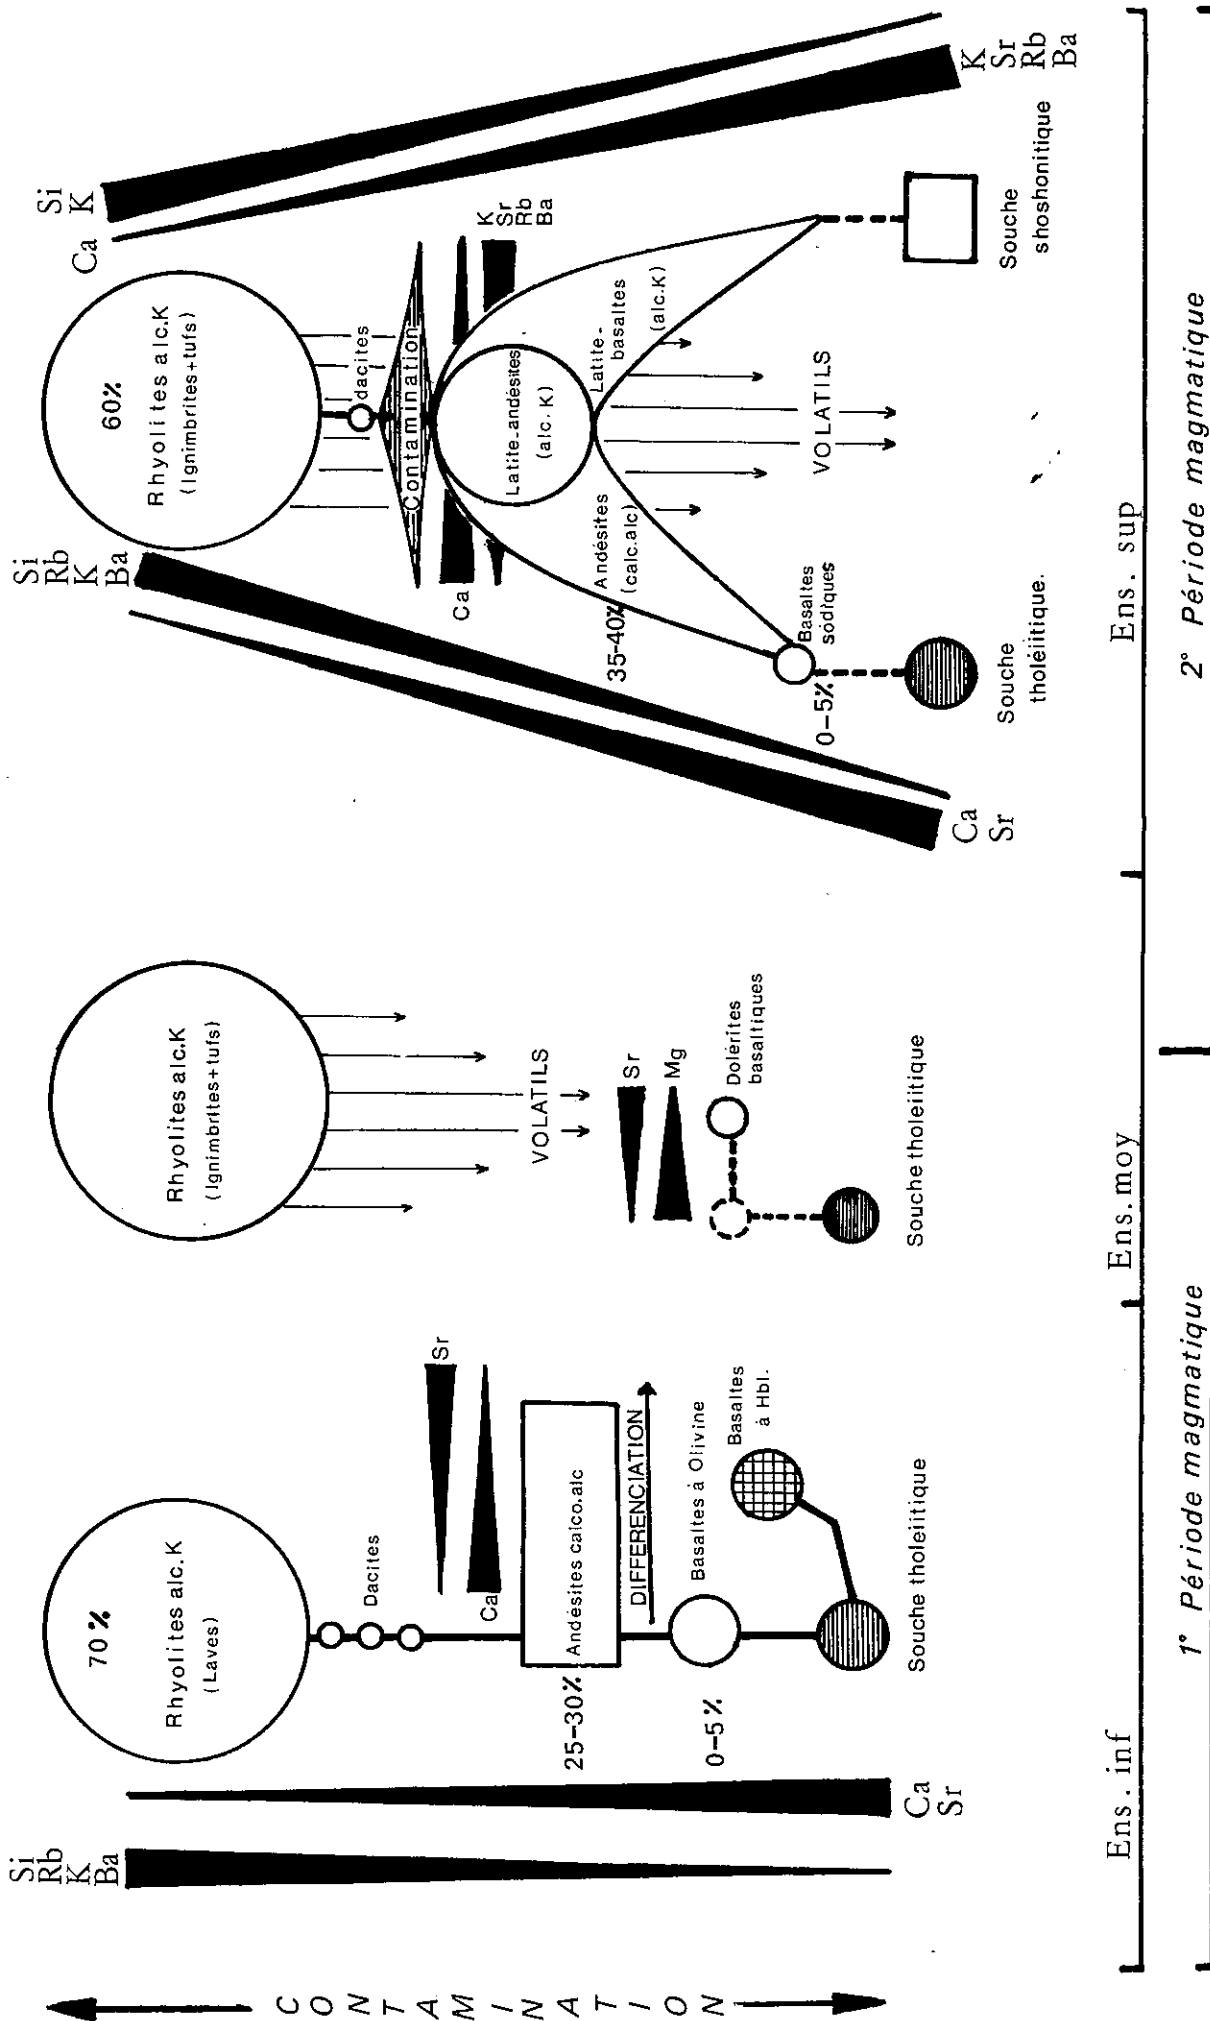 CONTAMINATION
Si
Rb
K
Ba
Ca
Sr
70%
Rhyolites alc.K
(Laves)
Dacites
Sr
Ca
25-30%
Andésites calco.alc
DIFFERENCIATION
0-5%
Basaltes à Olivine
Basaltes
à Hbl.
Souche tholeiitique
Rhyolites alc.K
(Ignimbrites+tufs)
VOLATILS
Sr
Mg
Dolérites
basaltiques
Souche tholeiitique
Si
Rb
K
Ba
Ca
Sr
60%
Rhyolites alc.K
(Ignimbrites+tufs)
dacites
Contamination
Ca
K
Sr
Rb
Ba
Latite-andésites
(alc.K)
35-40%
Andésites
(calc.alc)
Latite-
basaltes
(alc.K)
VOLATILS
0-5%
Basaltes
sodiques
Souche
tholéiitique.
Souche
shoshonitique
Si
K
Ca
K
Sr
Rb
Ba
Ens. inf
Ens. moy
Ens. sup
1° Période magmatique
2° Période magmatique